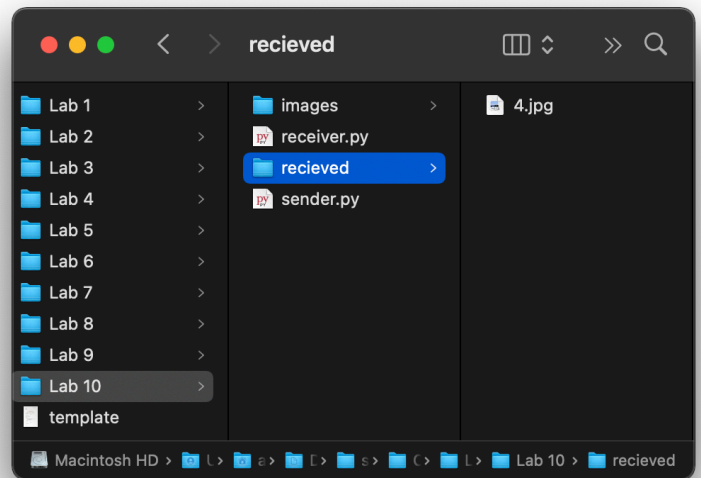 recieved
Lab 1
Lab 2
Lab 3
Lab 4
Lab 5
Lab 6
Lab 7
Lab 8
Lab 9
Lab 10
template
images
receiver.py
recieved
sender.py
4.jpg
Macintosh HD › › › › › › › Lab 10 › recieved